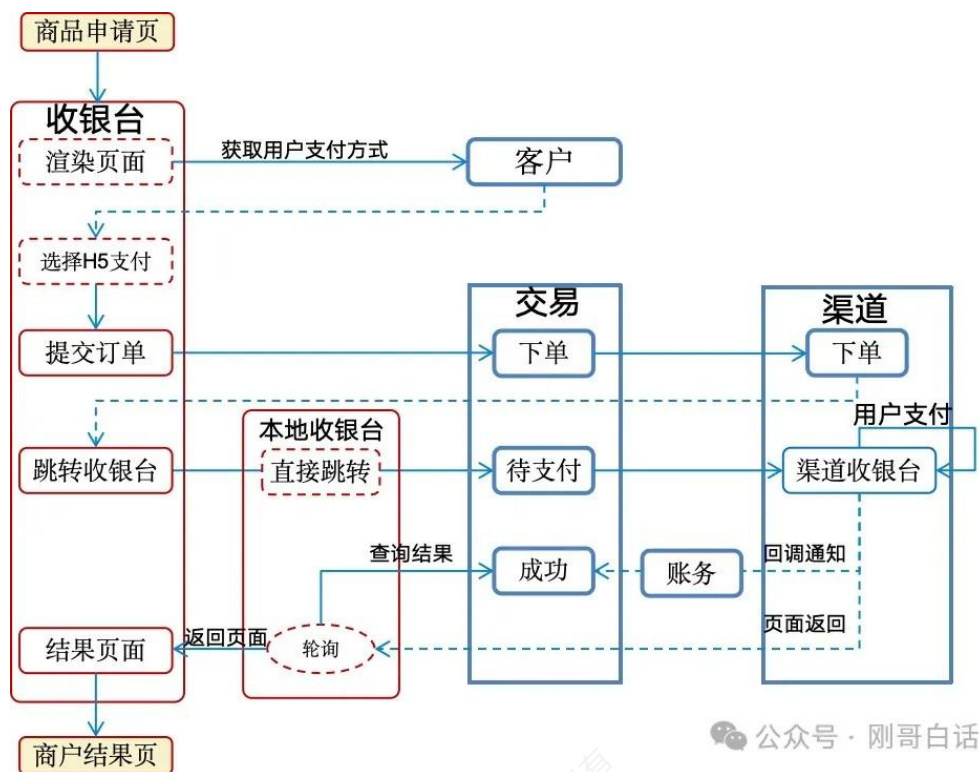 商品申请页
收银台
渲染页面
获取用户支付方式
客户
选择H5支付
交易
渠道
提交订单
下单
下单
用户支付
本地收银台
跳转收银台
直接跳转
待支付
渠道收银台
查询结果
成功
账务
回调通知
页面返回
返回页面
结果页面
轮询
商户结果页
公众号 · 刚哥白话